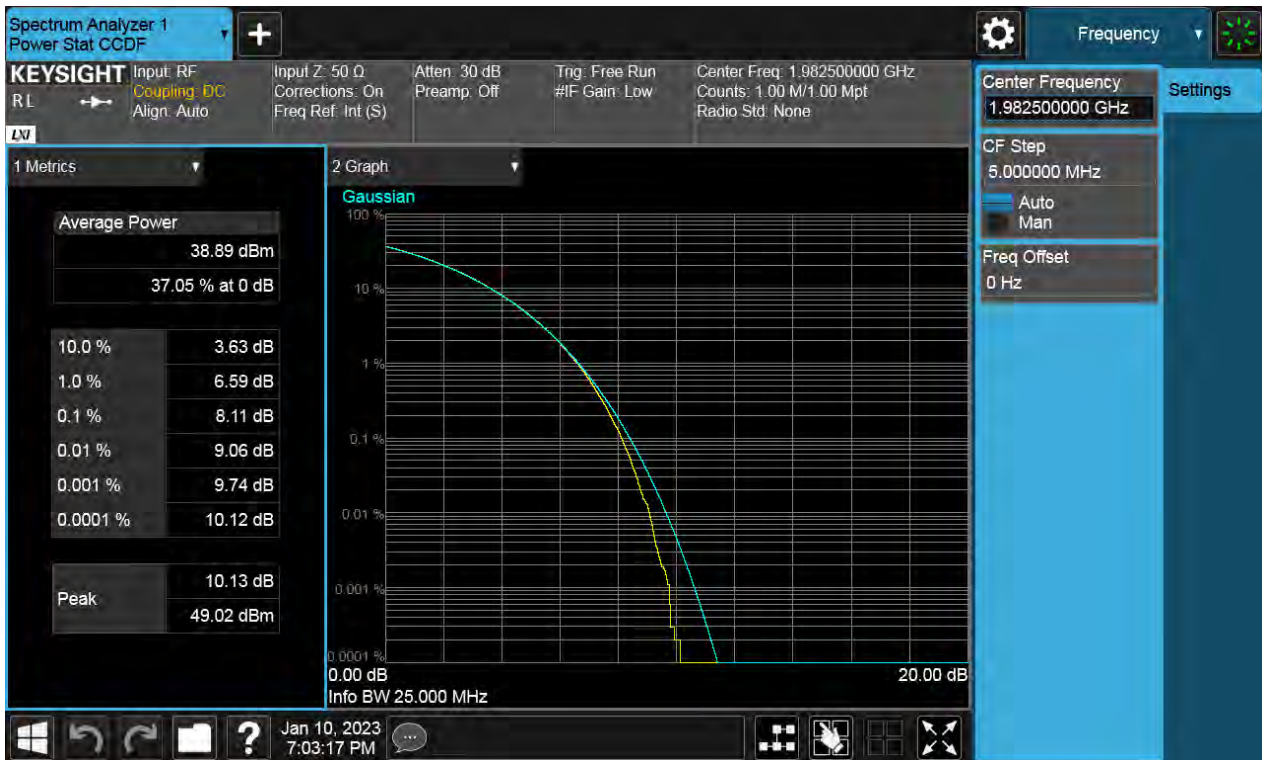 Spectrum Analyzer 1
Power Stat CCDF
+
Frequency
KEYSIGHT
RL
LXI
Input: RF
Coupling: DC
Align: Auto
Input Z: 50 Ω
Corrections: On
Freq Ref: Int (S)
Atten: 30 dB
Preamp: Off
Trig: Free Run
#IF Gain: Low
Center Freq: 1.982500000 GHz
Counts: 1.00 M/1.00 Mpt
Radio Std: None
Center Frequency
1.982500000 GHz
Settings
CF Step
5.000000 MHz
Auto
Man
Freq Offset
0 Hz
1 Metrics
Average Power
38.89 dBm
37.05 % at 0 dB
10.0 % 3.63 dB
1.0 % 6.59 dB
0.1 % 8.11 dB
0.01 % 9.06 dB
0.001 % 9.74 dB
0.0001 % 10.12 dB
Peak
10.13 dB
49.02 dBm
2 Graph
Gaussian
100 %
10 %
1 %
0.1 %
0.01 %
0.001 %
0.0001 %
0.00 dB
20.00 dB
Info BW 25.000 MHz
?
Jan 10, 2023
7:03:17 PM